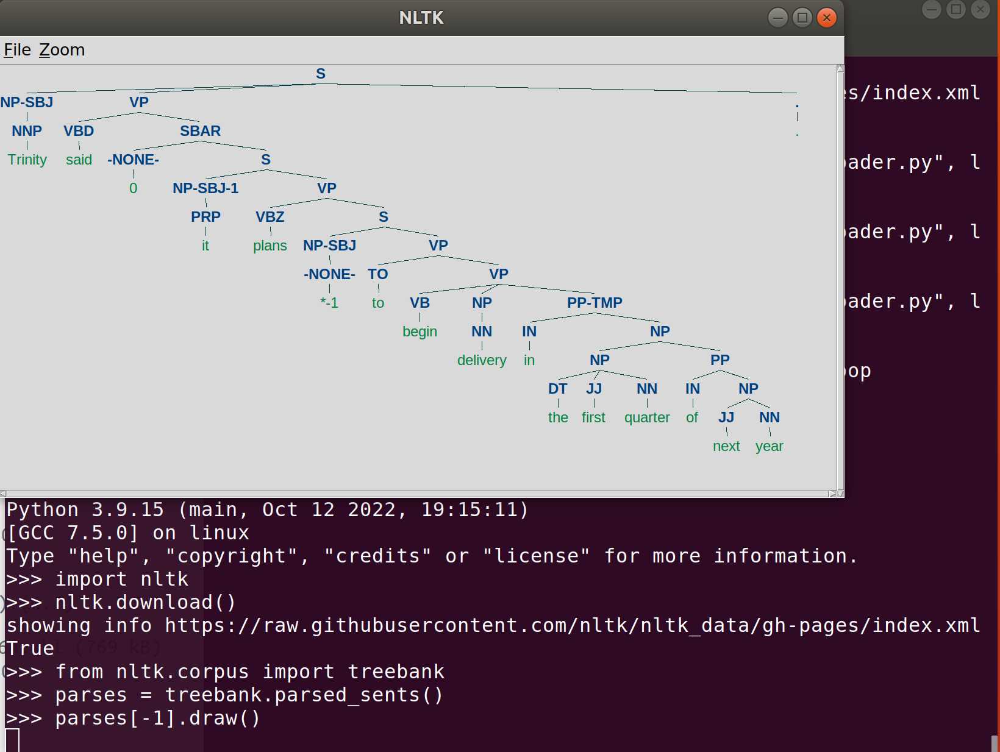 NLTK
File Zoom
S
NP-SBJ VP .
NNP VBD SBAR .
Trinity said -NONE- S
0 NP-SBJ-1 VP
PRP VBZ S
it plans NP-SBJ VP
-NONE- TO VP
*-1 to VB NP PP-TMP
begin NN IN NP
delivery in NP PP
DT JJ NN IN NP
the first quarter of JJ NN
next year
es/index.xml
ader.py", l
ader.py", l
ader.py", l
oop
Python 3.9.15 (main, Oct 12 2022, 19:15:11)
[GCC 7.5.0] on linux
Type "help", "copyright", "credits" or "license" for more information.
>>> import nltk
>>> nltk.download()
showing info https://raw.githubusercontent.com/nltk/nltk_data/gh-pages/index.xml
True
(769 kB)
>>> from nltk.corpus import treebank
>>> parses = treebank.parsed_sents()
>>> parses[-1].draw()